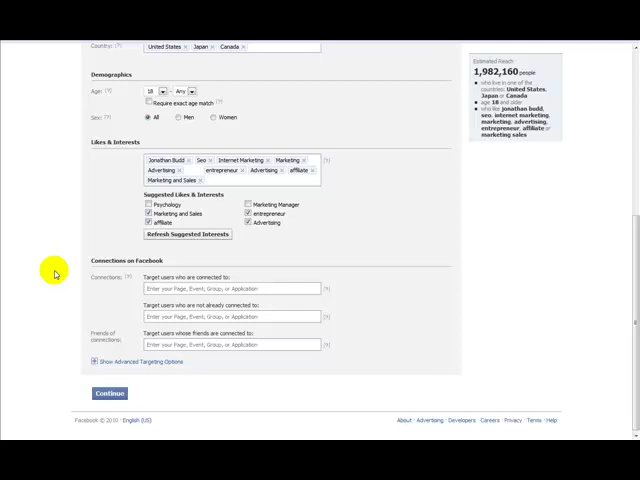 Country: [?] United States x Japan x Canada x
Demographics
Age: [?] 18 - Any
Require exact age match [?]
Sex: [?] All Men Women
Likes & Interests
Jonathan Budd x Seo x Internet Marketing x Marketing x [?]
Advertising x entrepreneur x Advertising x affiliate x
Marketing and Sales x
Suggested Likes & Interests
Psychology Marketing Manager
Marketing and Sales entrepreneur
affiliate Advertising
Refresh Suggested Interests
Connections on Facebook
Connections: [?] Target users who are connected to:
Enter your Page, Event, Group, or Application [?]
Target users who are not already connected to:
Enter your Page, Event, Group, or Application [?]
Friends of connections: [?] Target users whose friends are connected to:
Enter your Page, Event, Group, or Application [?]
Show Advanced Targeting Options
Continue
Estimated Reach
1,982,160 people
who live in one of the
countries: United States,
Japan or Canada
age 18 and older
who like jonathan budd,
seo, internet marketing,
marketing, advertising,
entrepreneur, affiliate or
marketing sales
Facebook © 2010 · English (US)
About · Advertising · Developers · Careers · Privacy · Terms · Help